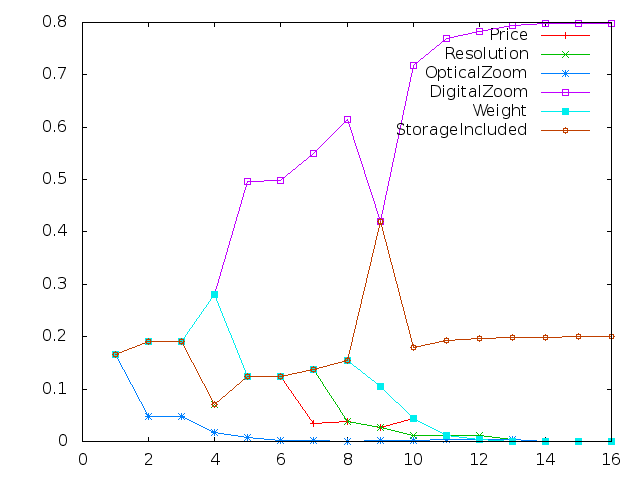 0.8
0.7
0.6
0.5
0.4
0.3
0.2
0.1
0
0 2 4 6 8 10 12 14 16
Price
Resolution
OpticalZoom
DigitalZoom
Weight
StorageIncluded